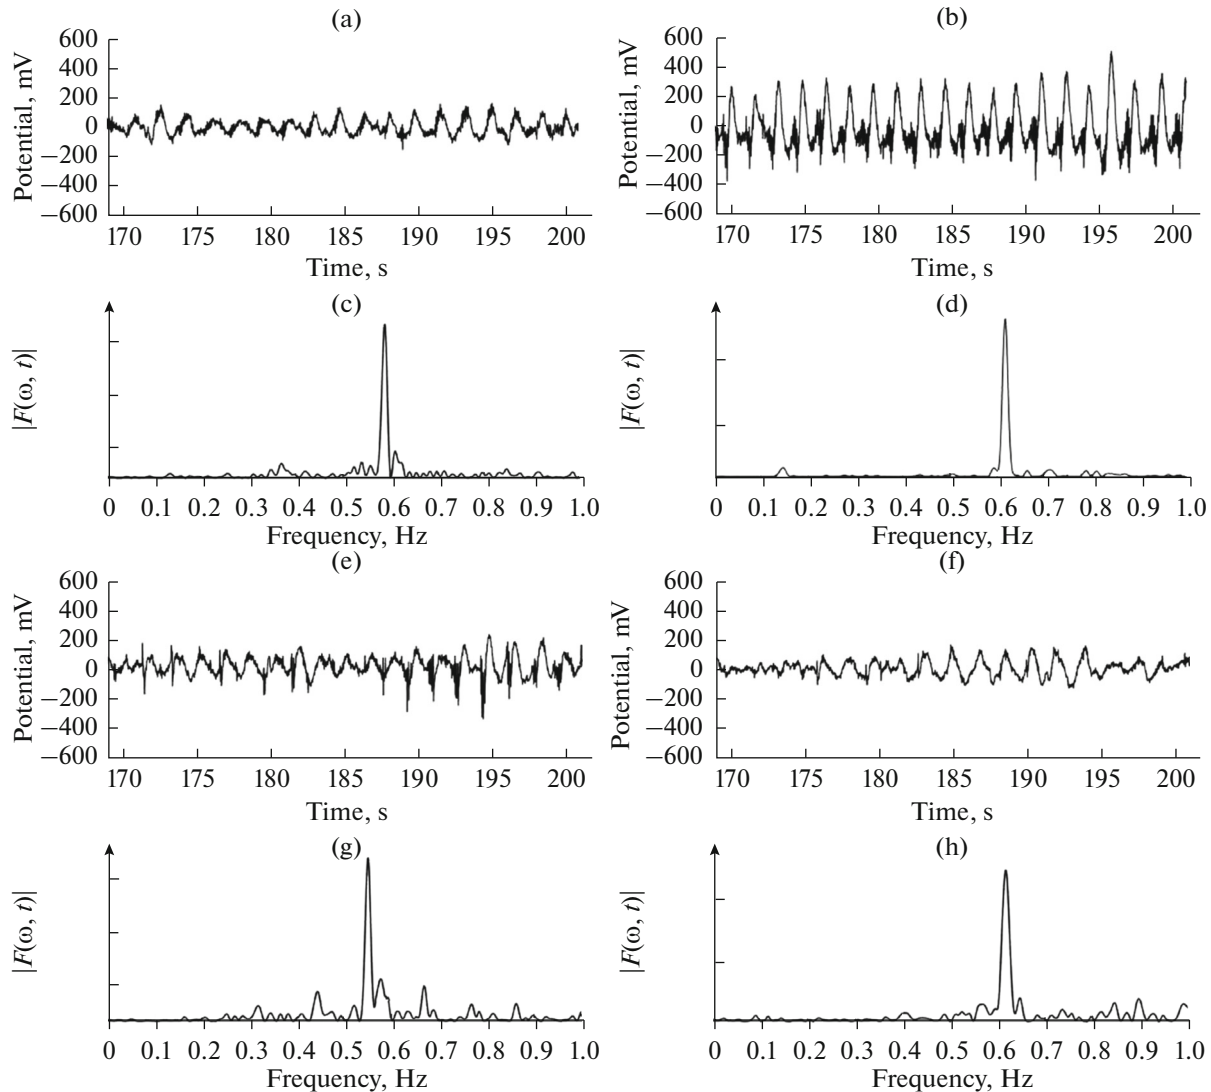 (a)
600
400
200
0
−200
−400
−600
Potential, mV
170 175 180 185 190 195 200
Time, s
(b)
600
400
200
0
−200
−400
−600
Potential, mV
170 175 180 185 190 195 200
Time, s
(c)
|F(ω, t)|
0 0.1 0.2 0.3 0.4 0.5 0.6 0.7 0.8 0.9 1.0
Frequency, Hz
(d)
|F(ω, t)|
0 0.1 0.2 0.3 0.4 0.5 0.6 0.7 0.8 0.9 1.0
Frequency, Hz
(e)
600
400
200
0
−200
−400
−600
Potential, mV
170 175 180 185 190 195 200
Time, s
(f)
600
400
200
0
−200
−400
−600
Potential, mV
170 175 180 185 190 195 200
Time, s
(g)
|F(ω, t)|
0 0.1 0.2 0.3 0.4 0.5 0.6 0.7 0.8 0.9 1.0
Frequency, Hz
(h)
|F(ω, t)|
0 0.1 0.2 0.3 0.4 0.5 0.6 0.7 0.8 0.9 1.0
Frequency, Hz